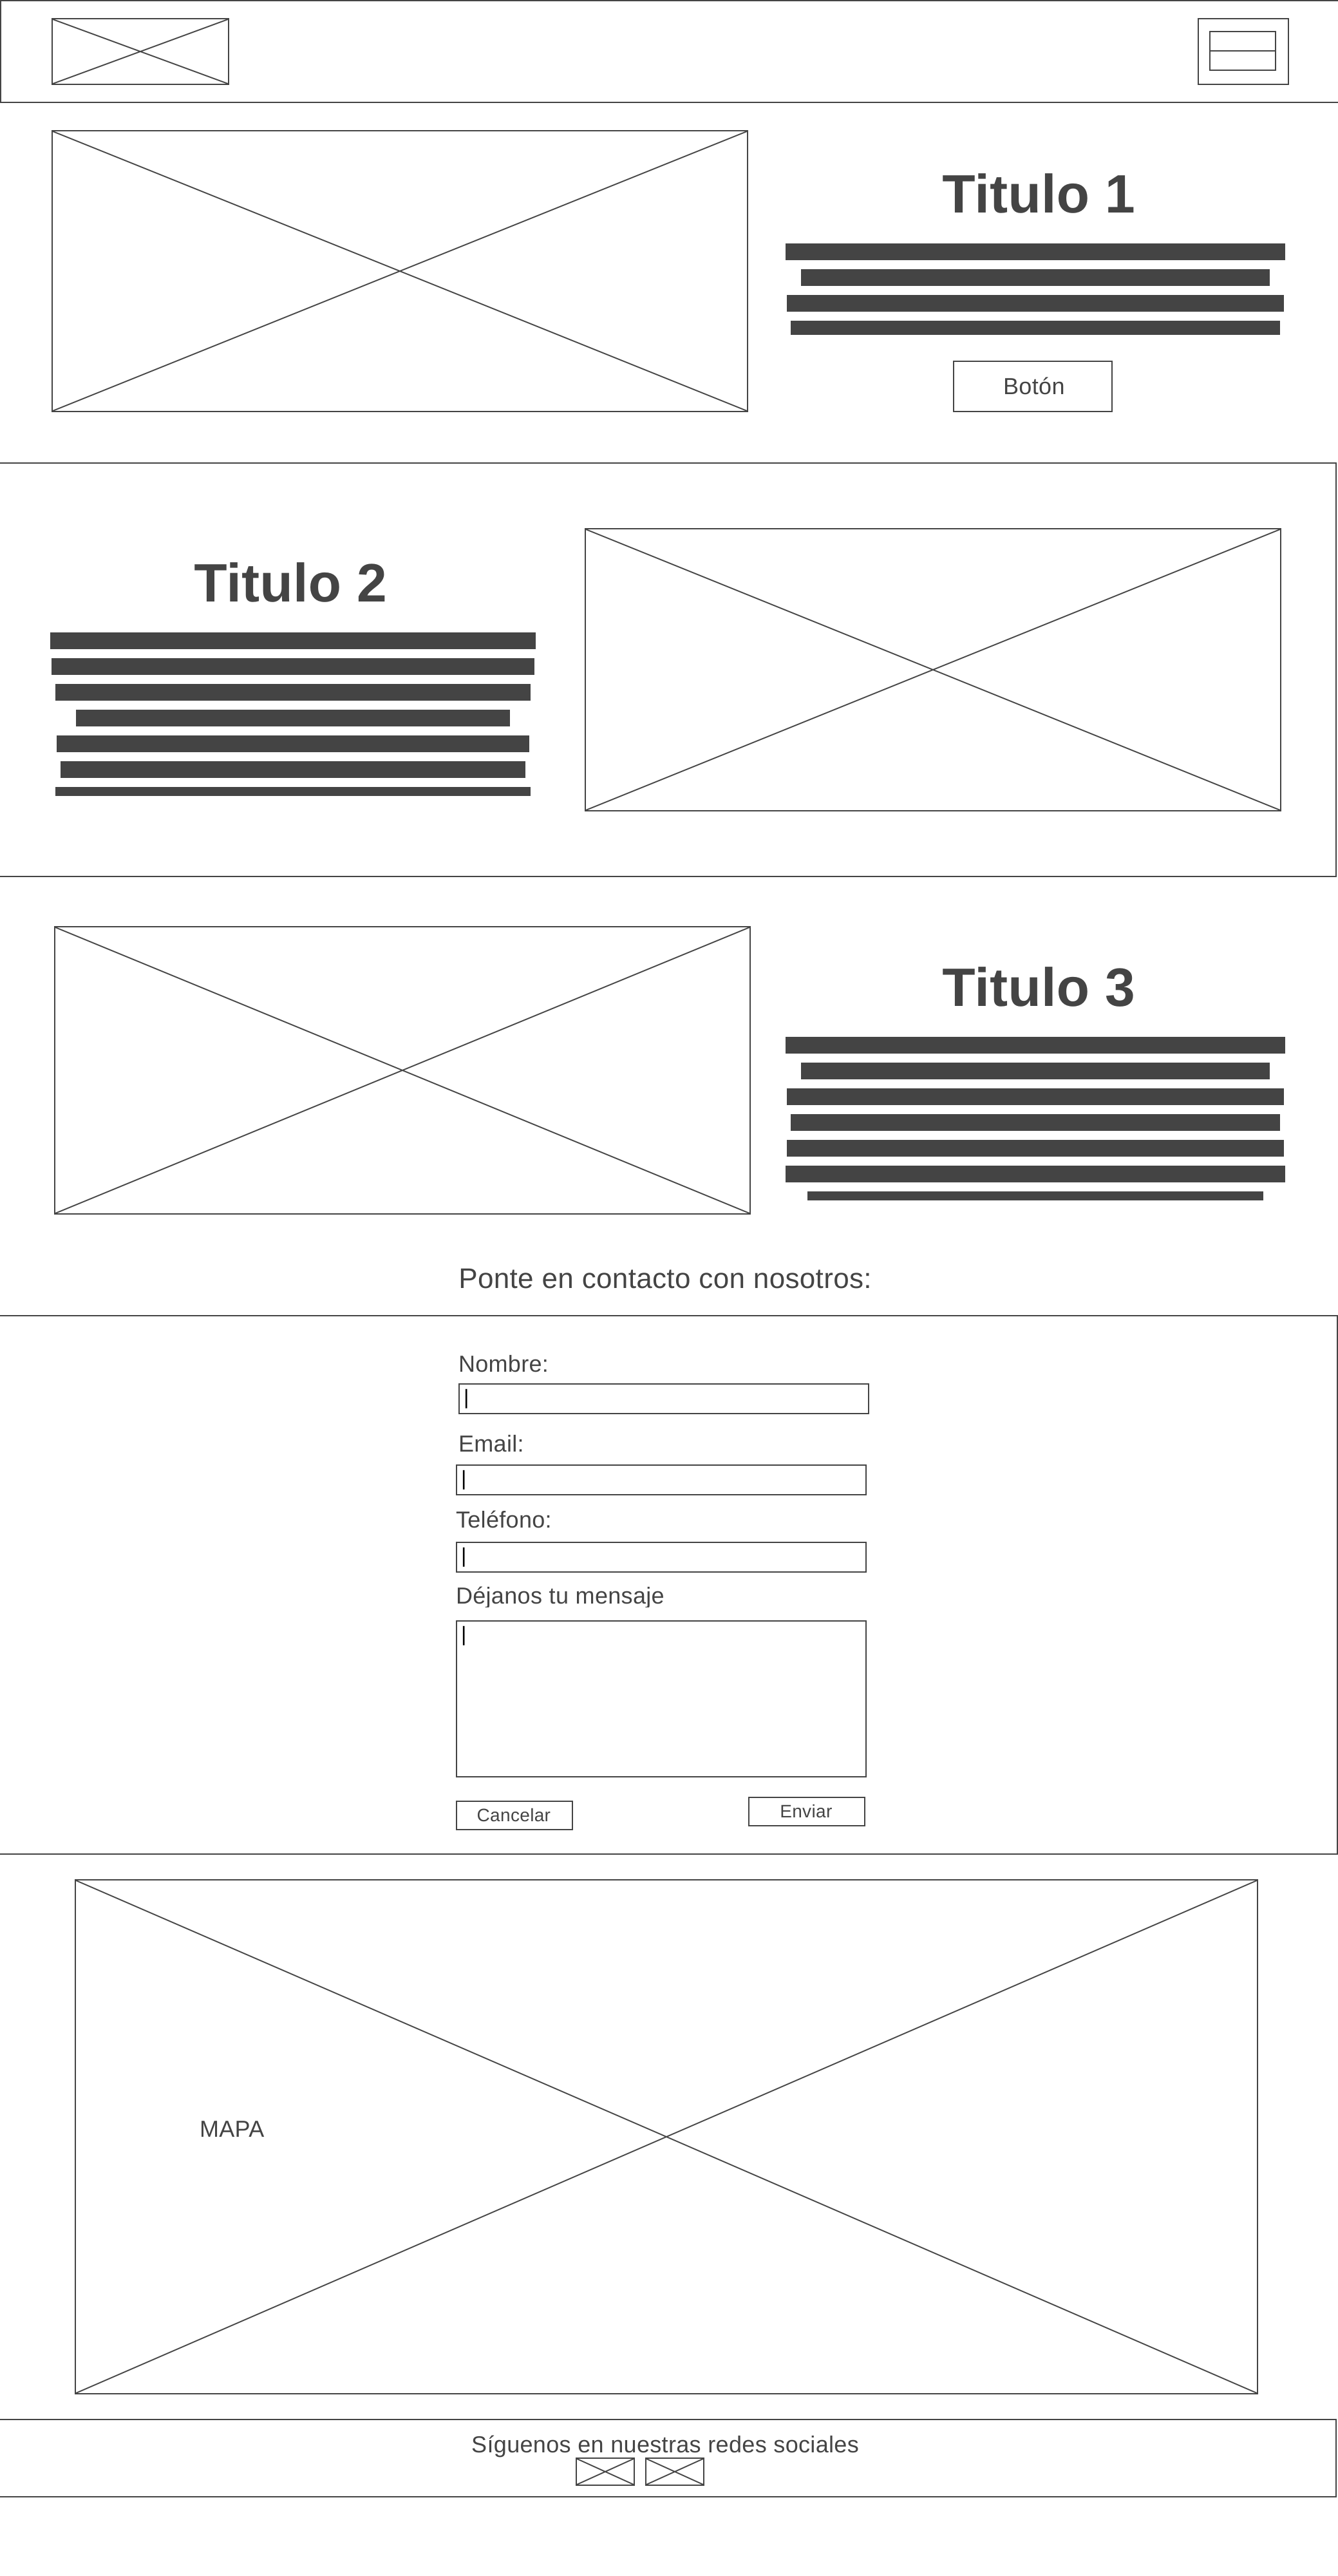 Titulo 1
Botón
Titulo 2
Titulo 3
Ponte en contacto con nosotros:
Nombre:
Email:
Teléfono:
Déjanos tu mensaje
Cancelar
Enviar
MAPA
Síguenos en nuestras redes sociales